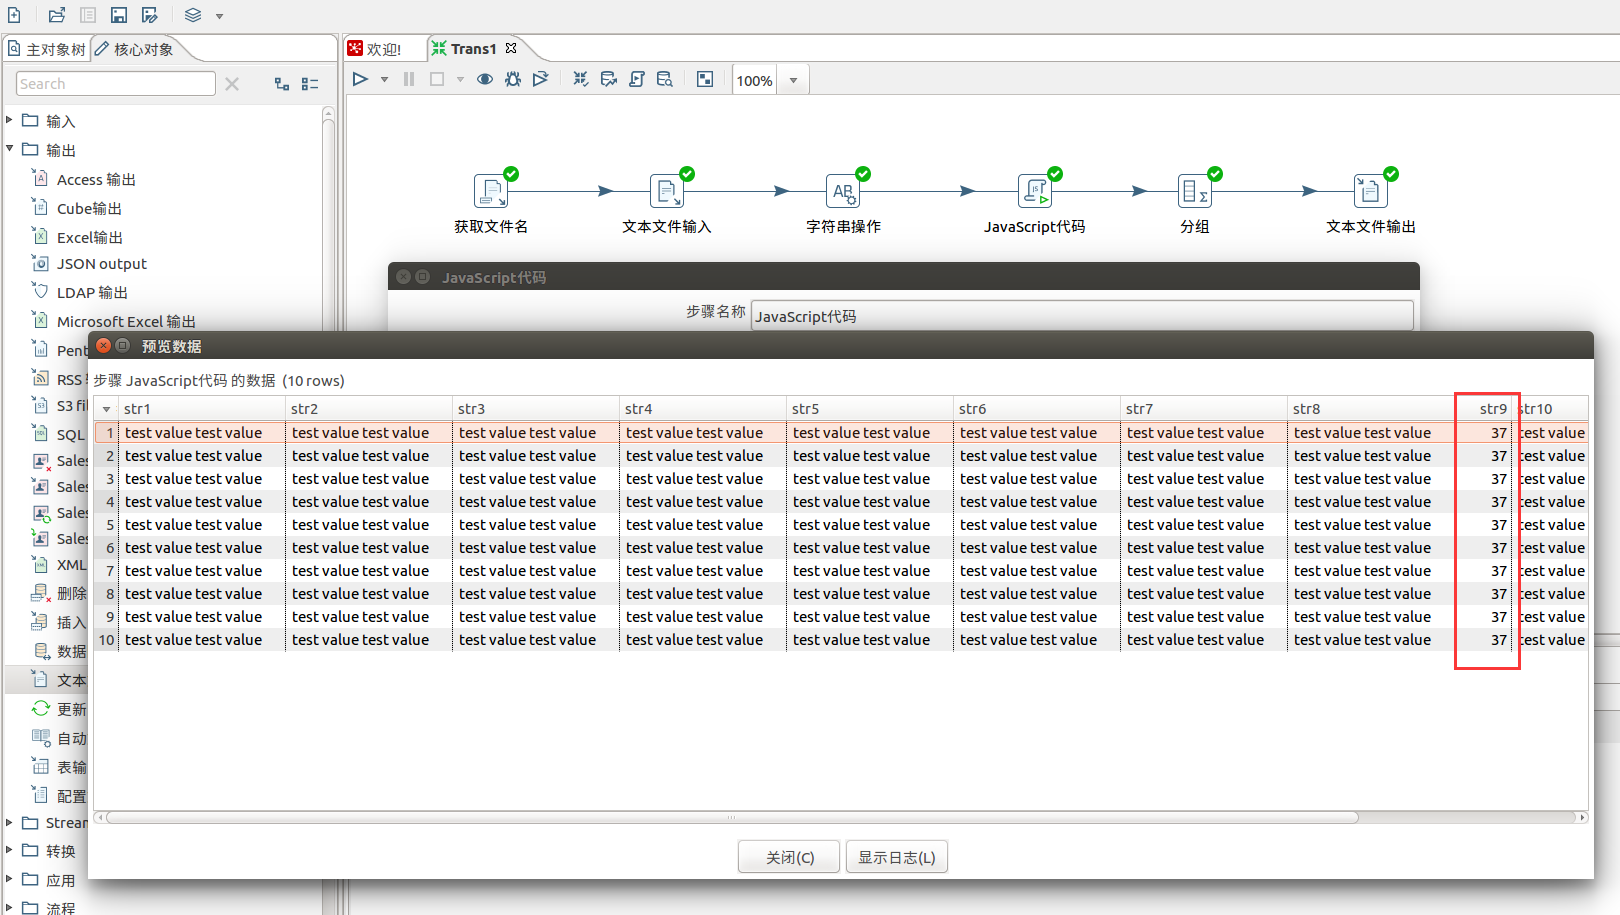 主对象树
核心对象
欢迎!
Trans1
Search
100%
输入
输出
Access 输出
Cube输出
Excel输出
JSON output
LDAP 输出
Microsoft Excel 输出
Pent
RSS
S3 fi
SQL
Sales
Sales
Sales
Sales
XML
删除
插入
数据
文本
更新
自动
表输
配置
Strean
转换
应用
流程
获取文件名
文本文件输入
字符串操作
JavaScript代码
分组
文本文件输出
JavaScript代码
步骤名称 JavaScript代码
预览数据
步骤 JavaScript代码 的数据 (10 rows)
str1 str2 str3 str4 str5 str6 str7 str8 str9 str10
1 test value test value test value test value test value test value test value test value test value test value test value test value test value test value test value test value 37 test value
2 test value test value test value test value test value test value test value test value test value test value test value test value test value test value test value test value 37 test value
3 test value test value test value test value test value test value test value test value test value test value test value test value test value test value test value test value 37 test value
4 test value test value test value test value test value test value test value test value test value test value test value test value test value test value test value test value 37 test value
5 test value test value test value test value test value test value test value test value test value test value test value test value test value test value test value test value 37 test value
6 test value test value test value test value test value test value test value test value test value test value test value test value test value test value test value test value 37 test value
7 test value test value test value test value test value test value test value test value test value test value test value test value test value test value test value test value 37 test value
8 test value test value test value test value test value test value test value test value test value test value test value test value test value test value test value test value 37 test value
9 test value test value test value test value test value test value test value test value test value test value test value test value test value test value test value test value 37 test value
10 test value test value test value test value test value test value test value test value test value test value test value test value test value test value test value test value 37 test value
关闭(C)
显示日志(L)